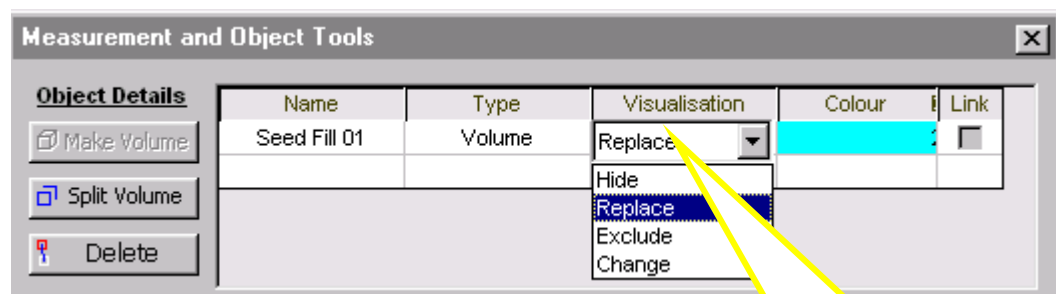 Measurement and Object Tools
Object Details
Name Type Visualisation Colour Link
Make Volume
Seed Fill 01 Volume Replace
Split Volume
Hide
Replace
Delete
Exclude
Change